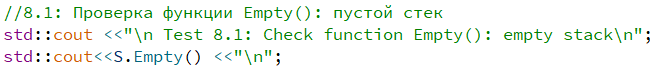 //8.1: Проверка функции Empty(): пустой стек
std::cout <<"\n Test 8.1: Check function Empty(): empty stack\n";
std::cout<<S.Empty() <<"\n";